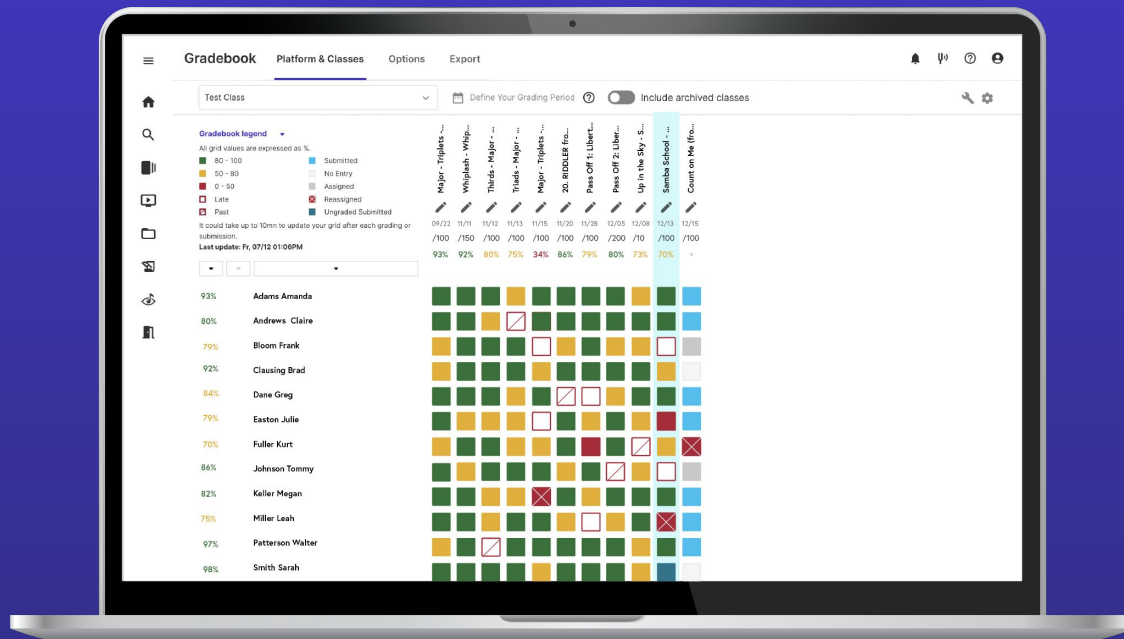 Gradebook Platform & Classes Options Export
Test Class Define Your Grading Period Include archived classes
Gradebook legend
All grid values are expressed as %.
80 - 100 Submitted
50 - 80 No Entry
0 - 50 Assigned
Late Reassigned
Past Ungraded Submitted
It could take up to 10mn to update your grid after each grading or
submission.
Last update: Fr, 07/12 01:06PM
Major - Triplets -...
Whiplash - Whip...
Thirds - Major - ...
Triads - Major - ...
Major - Triplets -...
20. RIDDLER fro...
Pass Off 1: Libert...
Pass Off 2: Liber...
Up in the Sky - S...
Samba School - ...
Count on Me (fro...
09/22 11/11 11/12 11/13 11/15 11/20 11/28 12/05 12/08 12/13 12/15
/100 /150 /100 /100 /100 /100 /100 /200 /10 /100 /100
93% 92% 80% 75% 34% 86% 79% 80% 73% 70% -
93% Adams Amanda
80% Andrews Claire
79% Bloom Frank
92% Clausing Brad
84% Dane Greg
79% Easton Julie
70% Fuller Kurt
86% Johnson Tommy
82% Keller Megan
75% Miller Leah
97% Patterson Walter
98% Smith Sarah